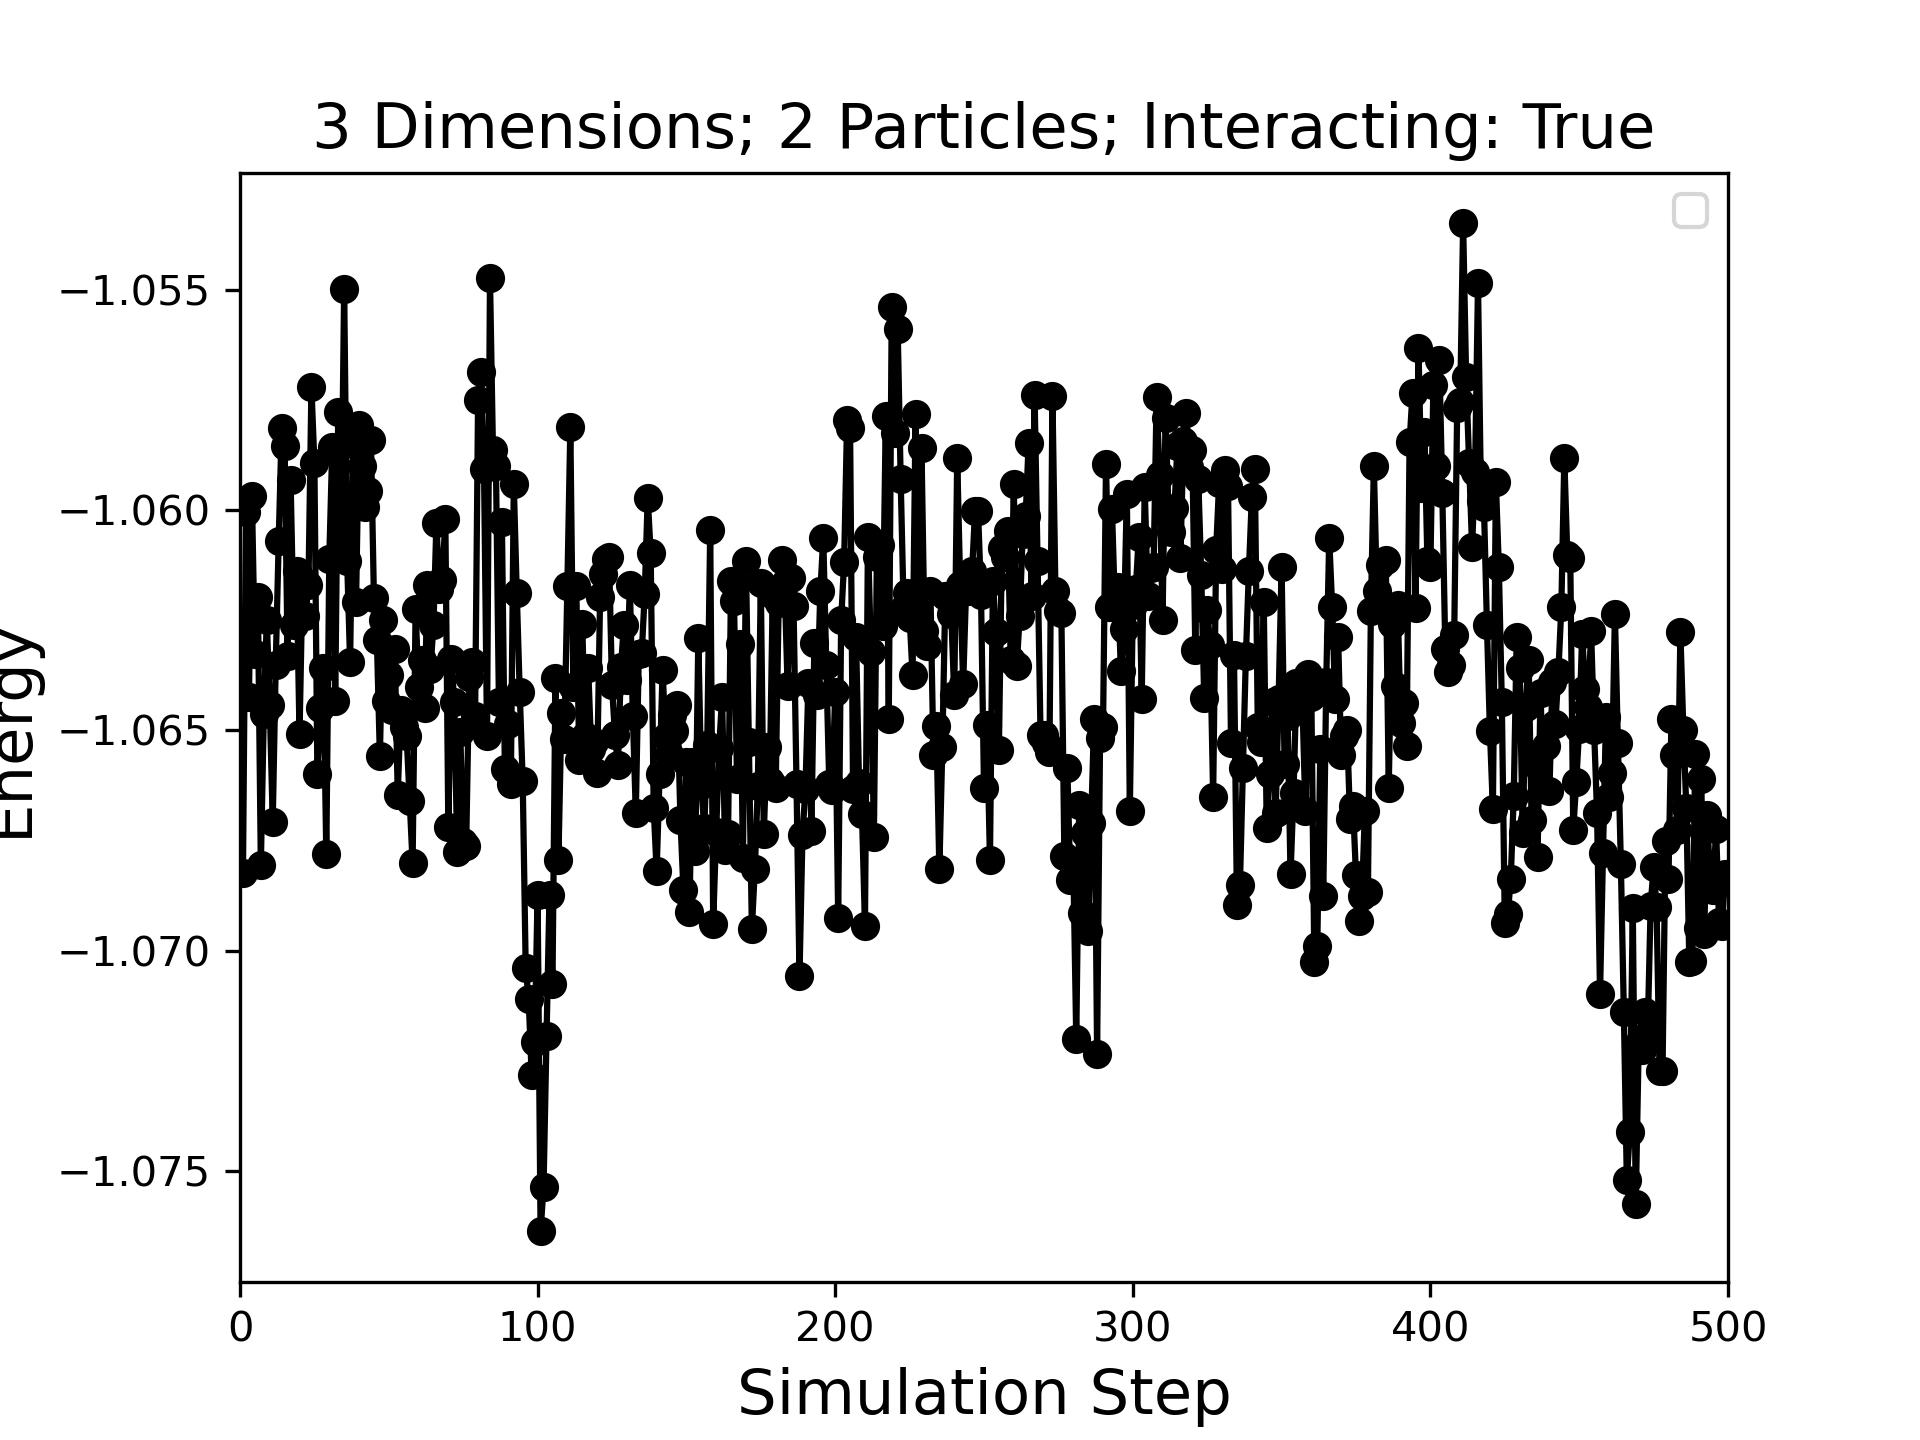 3 Dimensions; 2 Particles; Interacting: True
Energy
−1.055
−1.060
−1.065
−1.070
−1.075
0 100 200 300 400 500
Simulation Step